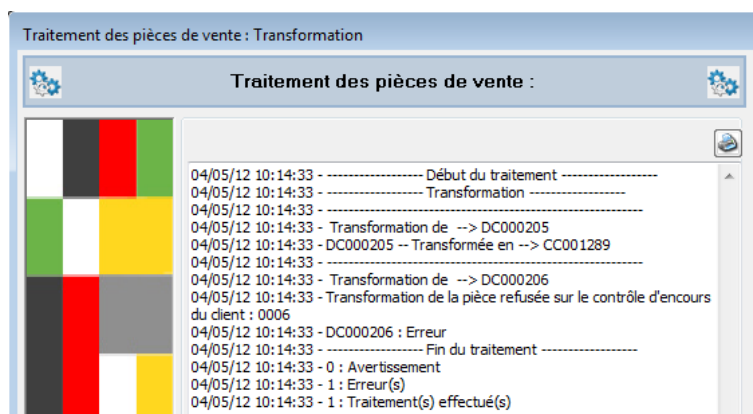 Traitement des pièces de vente : Transformation
Traitement des pièces de vente :
04/05/12 10:14:33 - ------------------ Début du traitement ------------------
04/05/12 10:14:33 - ------------------ Transformation ------------------
04/05/12 10:14:33 - ------------------------------------------------------------
04/05/12 10:14:33 -  Transformation de  --> DC000205
04/05/12 10:14:33 - DC000205 -- Transformée en --> CC001289
04/05/12 10:14:33 - ------------------------------------------------------------
04/05/12 10:14:33 -  Transformation de  --> DC000206
04/05/12 10:14:33 - Transformation de la pièce refusée sur le contrôle d'encours
du client : 0006
04/05/12 10:14:33 - DC000206 : Erreur
04/05/12 10:14:33 - ------------------ Fin du traitement ------------------
04/05/12 10:14:33 - 0 : Avertissement
04/05/12 10:14:33 - 1 : Erreur(s)
04/05/12 10:14:33 - 1 : Traitement(s) effectué(s)